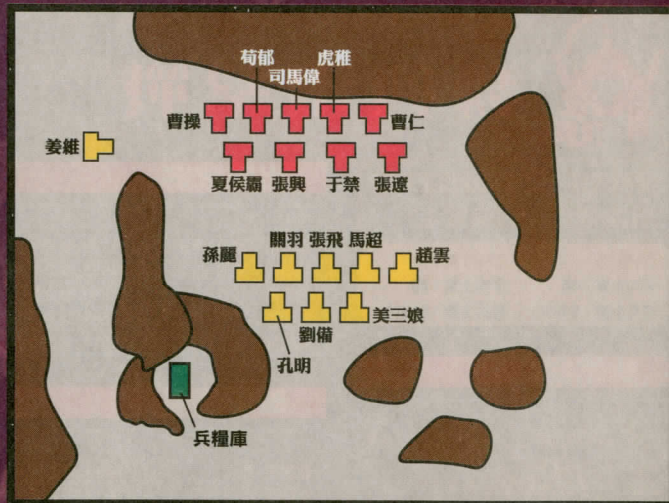 荀郁
虎稚
司馬偉
曹操
曹仁
姜維
夏侯霸 張興 于禁 張遼
關羽 張飛 馬超
孫麗
趙雲
美三娘
劉備
孔明
兵糧庫